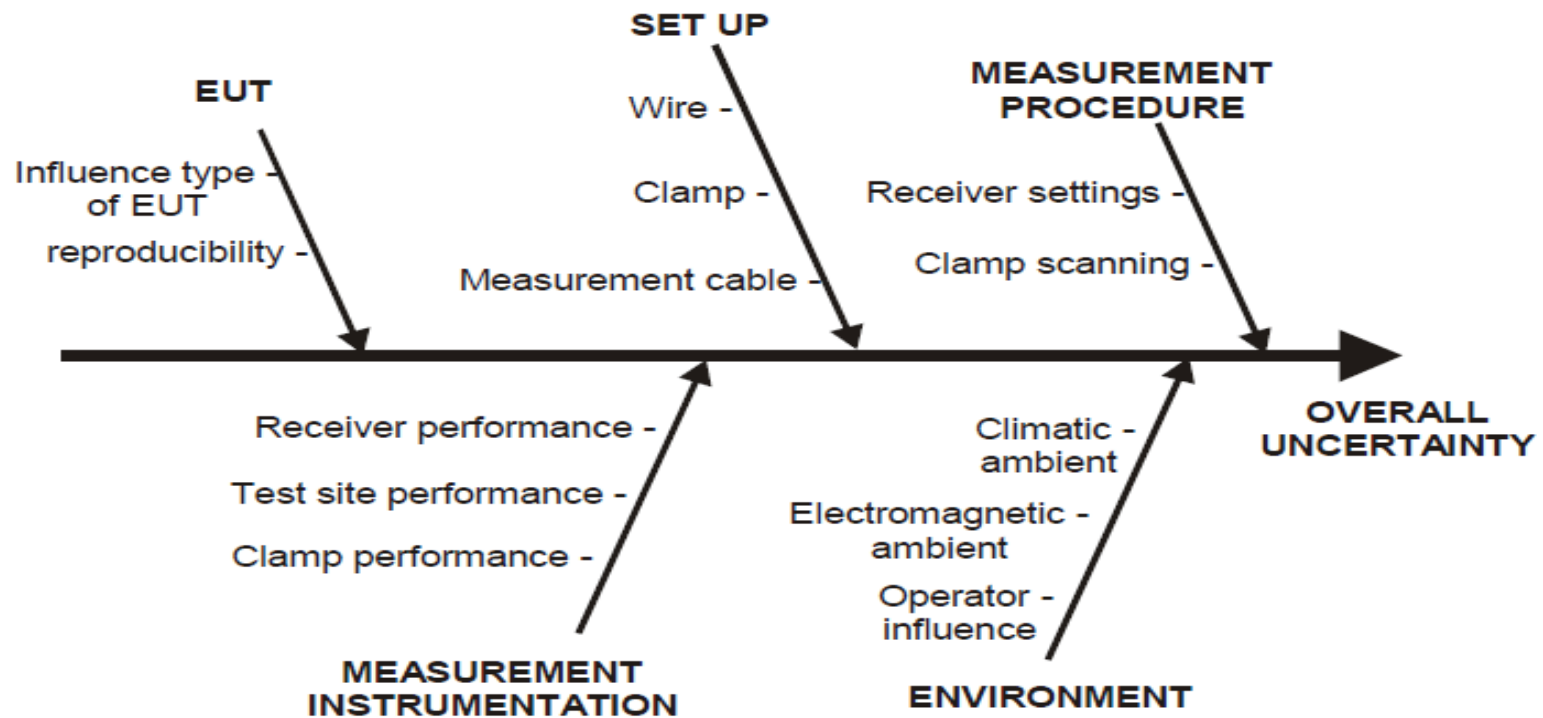 SET UP
EUT
MEASUREMENT
PROCEDURE
Wire -
Influence type -
of EUT
reproducibility -
Clamp -
Measurement cable -
Receiver settings -
Clamp scanning -
OVERALL
UNCERTAINTY
Receiver performance -
Test site performance -
Clamp performance -
Climatic -
ambient
Electromagnetic -
ambient
Operator -
influence
MEASUREMENT
INSTRUMENTATION
ENVIRONMENT